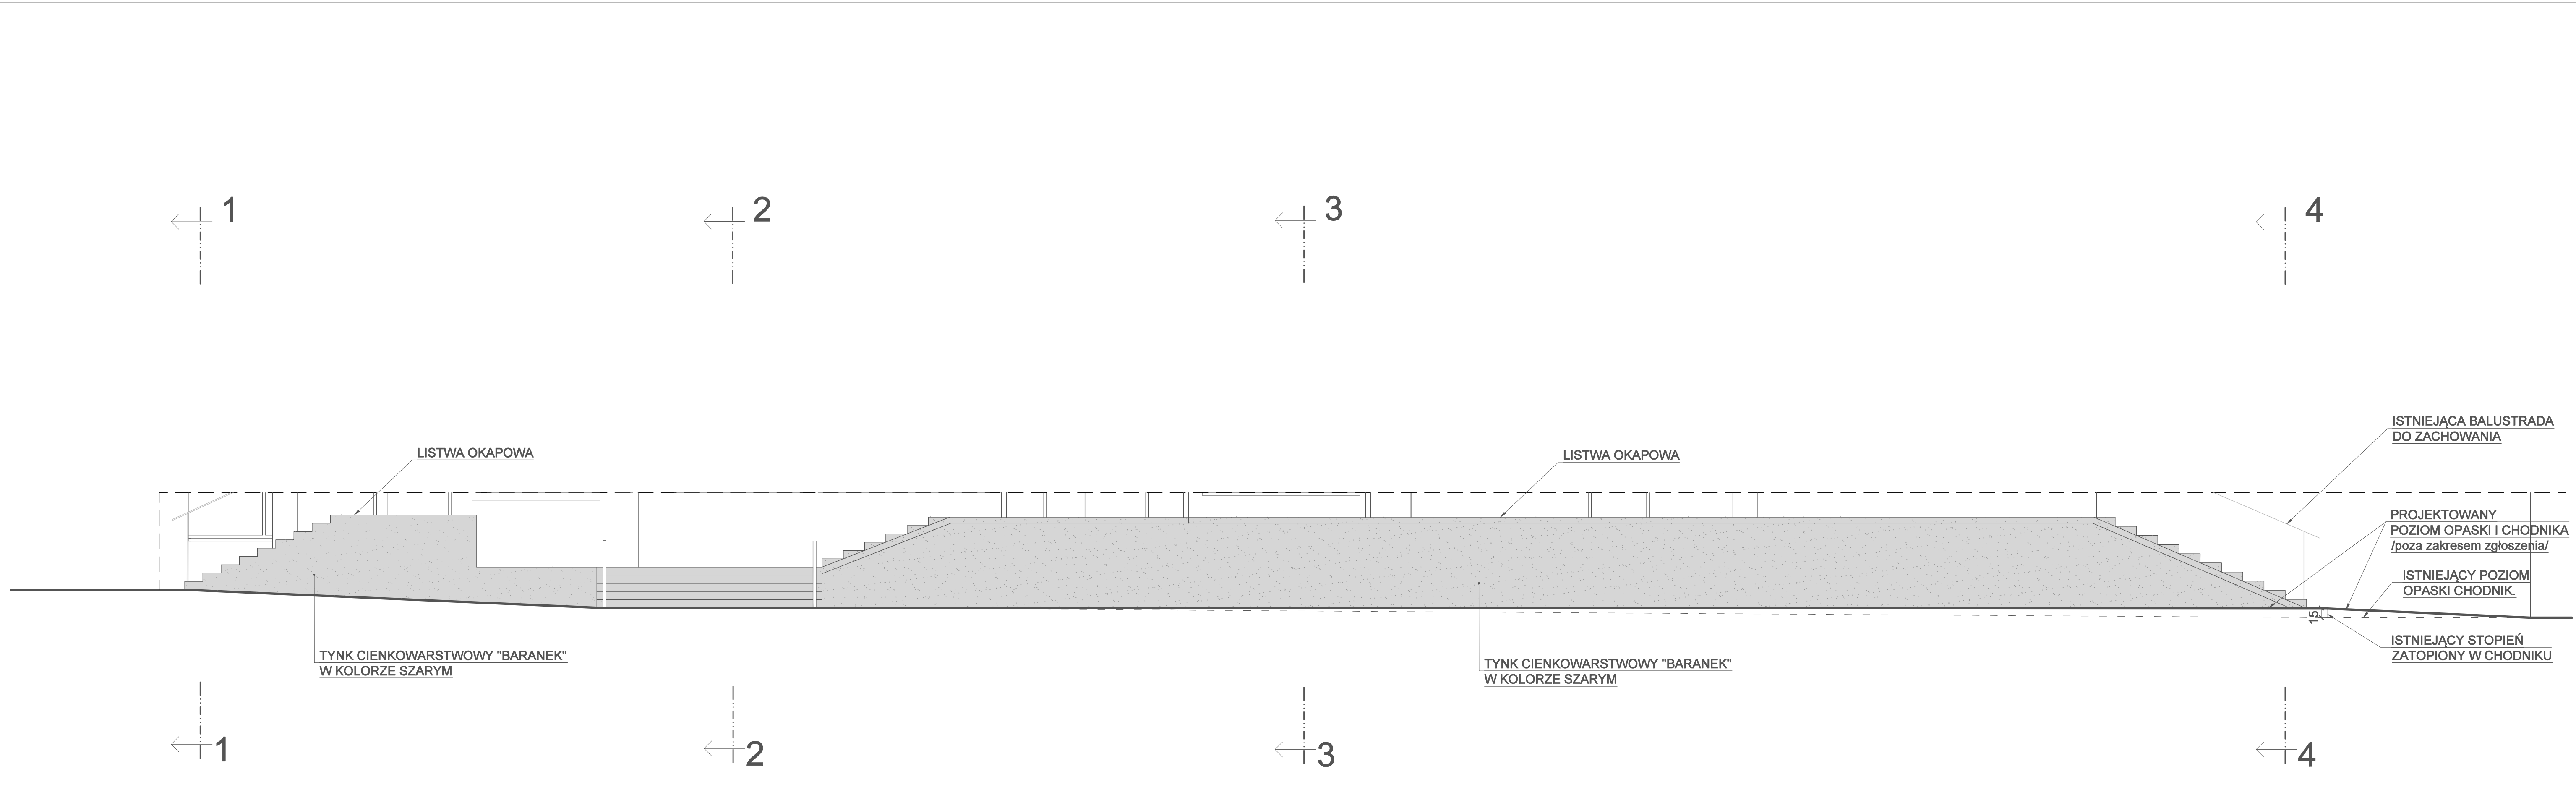 1
2
3
4
LISTWA OKAPOWA
LISTWA OKAPOWA
ISTNIEJĄCA BALUSTRADA
DO ZACHOWANIA
PROJEKTOWANY
POZIOM OPASKI I CHODNIKA
/poza zakresem zgłoszenia/
ISTNIEJĄCY POZIOM
OPASKI CHODNIK.
15
ISTNIEJĄCY STOPIEŃ
ZATOPIONY W CHODNIKU
TYNK CIENKOWARSTWOWY "BARANEK"
W KOLORZE SZARYM
TYNK CIENKOWARSTWOWY "BARANEK"
W KOLORZE SZARYM
1
2
3
4